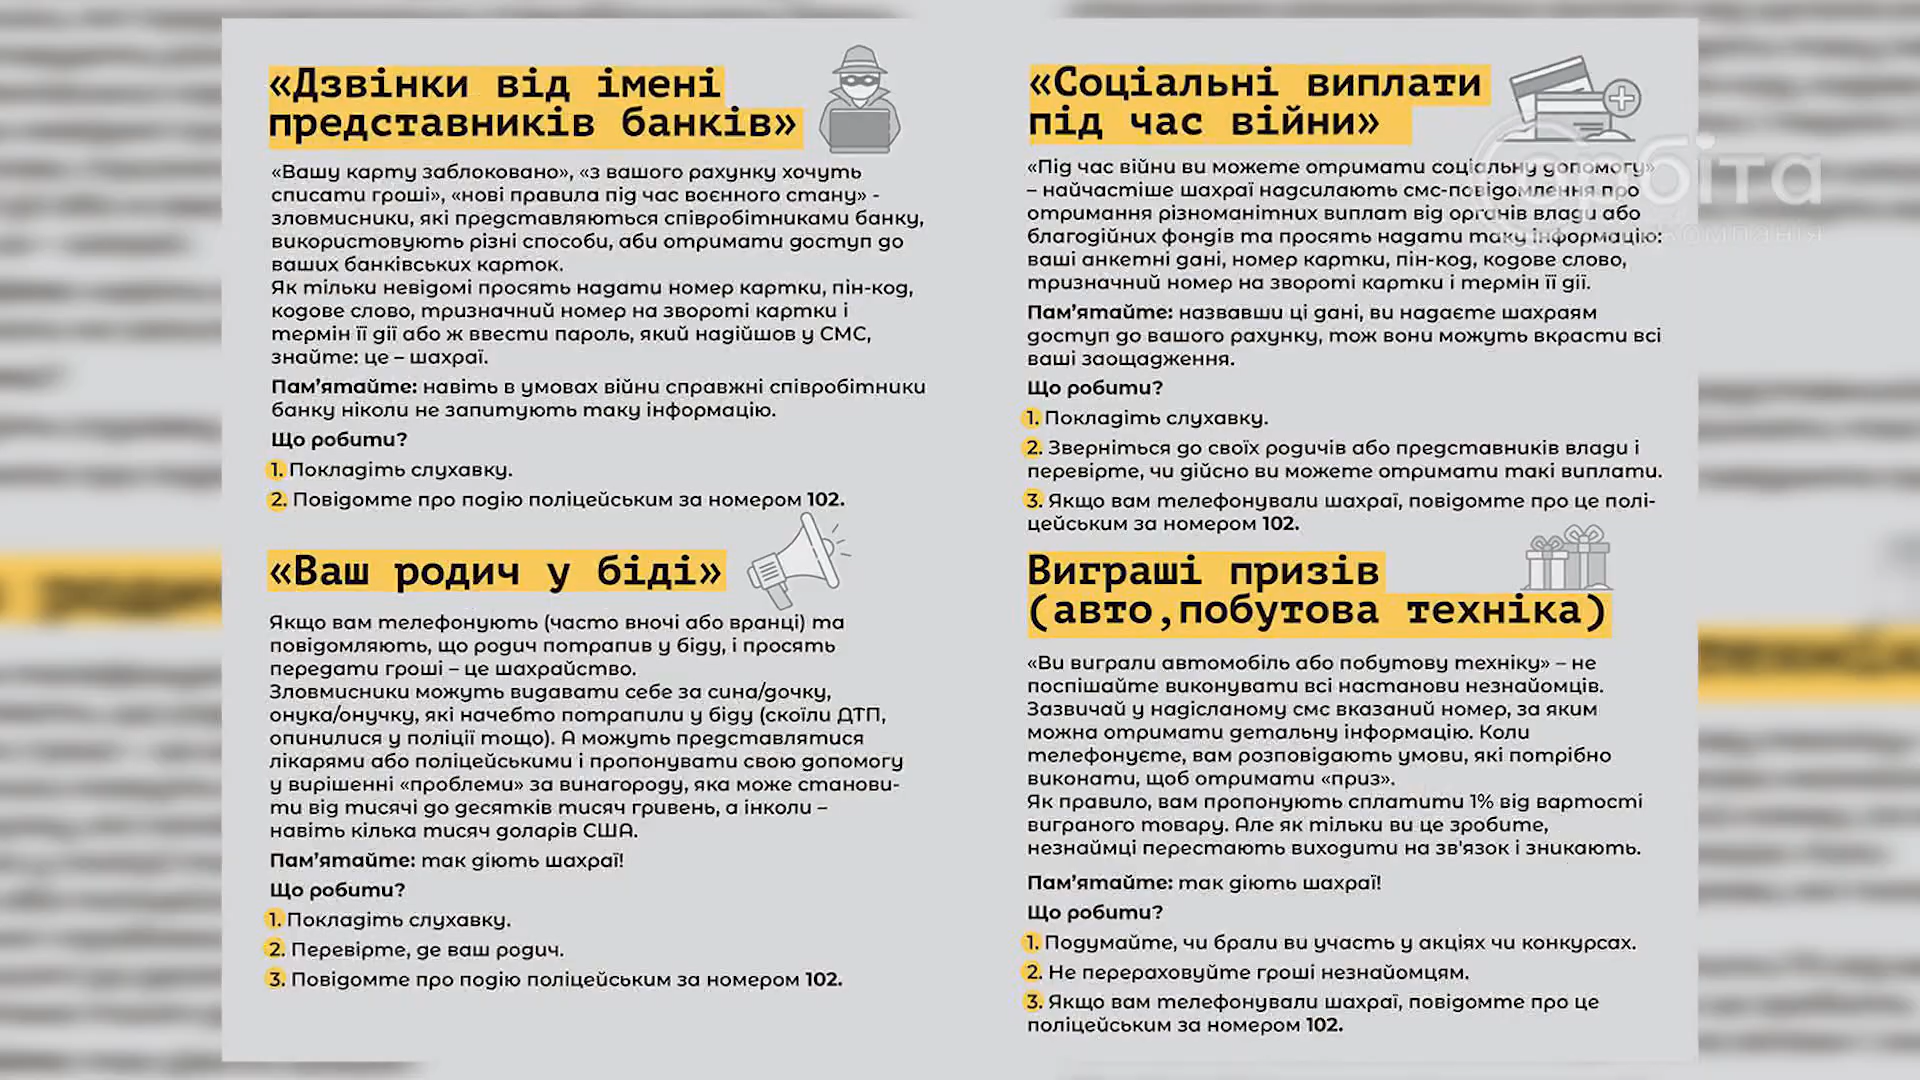 «Дзвінки від імені
представників банків»
«Вашу карту заблоковано», «з вашого рахунку хочуть
списати гроші», «нові правила під час воєнного стану» -
зловмисники, які представляються співробітниками банку,
використовують різні способи, аби отримати доступ до
ваших банківських карток.
Як тільки невідомі просять надати номер картки, пін-код,
кодове слово, тризначний номер на звороті картки і
термін її дії або ж ввести пароль, який надійшов у СМС,
знайте: це – шахраї.
Пам'ятайте: навіть в умовах війни справжні співробітники
банку ніколи не запитують таку інформацію.
Що робити?
1. Покладіть слухавку.
2. Повідомте про подію поліцейським за номером 102.
«Ваш родич у біді»
Якщо вам телефонують (часто вночі або вранці) та
повідомляють, що родич потрапив у біду, і просять
передати гроші – це шахрайство.
Зловмисники можуть видавати себе за сина/дочку,
онука/онучку, які начебто потрапили у біду (скоїли ДТП,
опинилися у поліції тощо). А можуть представлятися
лікарями або поліцейськими і пропонувати свою допомогу
у вирішенні «проблеми» за винагороду, яка може станови-
ти від тисячі до десятків тисяч гривень, а інколи –
навіть кілька тисяч доларів США.
Пам'ятайте: так діють шахраї!
Що робити?
1. Покладіть слухавку.
2. Перевірте, де ваш родич.
3. Повідомте про подію поліцейським за номером 102.
«Соціальні виплати
під час війни»
«Під час війни ви можете отримати соціальну допомогу»
– найчастіше шахраї надсилають смс-повідомлення про
отримання різноманітних виплат від органів влади або
благодійних фондів та просять надати таку інформацію:
ваші анкетні дані, номер картки, пін-код, кодове слово,
тризначний номер на звороті картки і термін її дії.
Пам'ятайте: назвавши ці дані, ви надаєте шахраям
доступ до вашого рахунку, тож вони можуть вкрасти всі
ваші заощадження.
Що робити?
1. Покладіть слухавку.
2. Зверніться до своїх родичів або представників влади і
перевірте, чи дійсно ви можете отримати такі виплати.
3. Якщо вам телефонували шахраї, повідомте про це полі-
цейським за номером 102.
Виграші призів
(авто,побутова техніка)
«Ви виграли автомобіль або побутову техніку» – не
поспішайте виконувати всі настанови незнайомців.
Зазвичай у надісланому смс вказаний номер, за яким
можна отримати детальну інформацію. Коли
телефонуєте, вам розповідають умови, які потрібно
виконати, щоб отримати «приз».
Як правило, вам пропонують сплатити 1% від вартості
виграного товару. Але як тільки ви це зробите,
незнаймці перестають виходити на зв'язок і зникають.
Пам'ятайте: так діють шахраї!
Що робити?
1. Подумайте, чи брали ви участь у акціях чи конкурсах.
2. Не перераховуйте гроші незнайомцям.
3. Якщо вам телефонували шахраї, повідомте про це
поліцейським за номером 102.
Орбіта